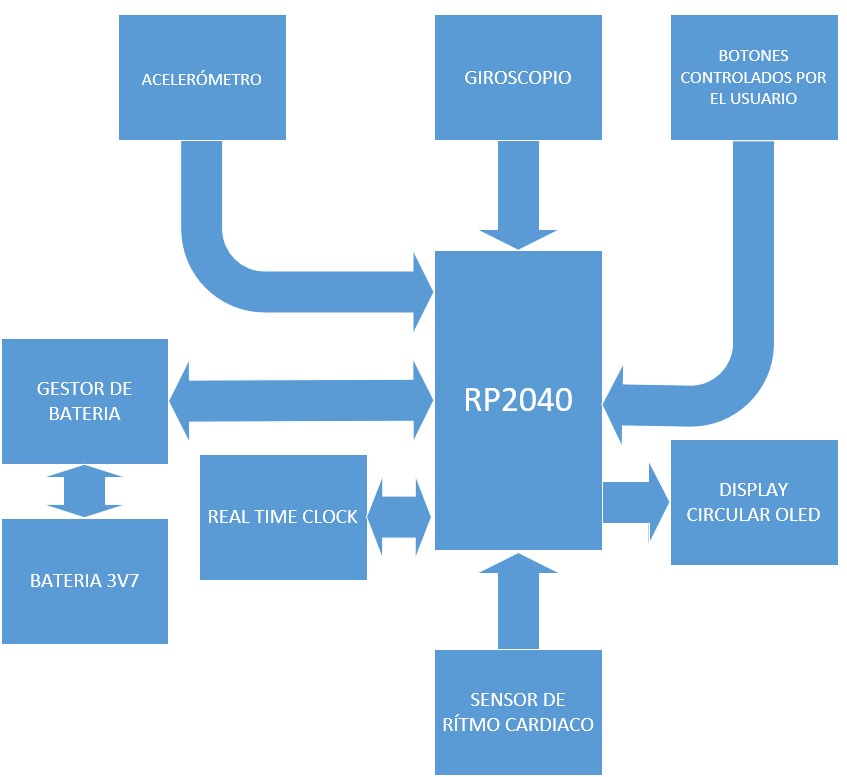 ACELERÓMETRO
GIROSCOPIO
BOTONES
CONTROLADOS POR
EL USUARIO
GESTOR DE
BATERIA
RP2040
REAL TIME CLOCK
DISPLAY
CIRCULAR OLED
BATERIA 3V7
SENSOR DE
RÍTMO CARDIACO